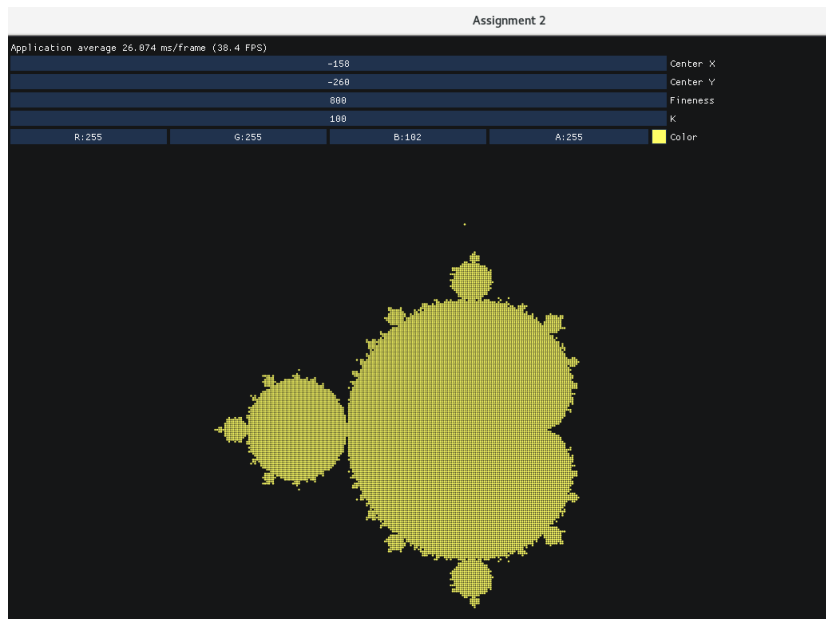 Assignment 2
Application average 26.074 ms/frame (38.4 FPS)
-158 Center X
-260 Center Y
800 Fineness
100 K
R:255 G:255 B:102 A:255 Color